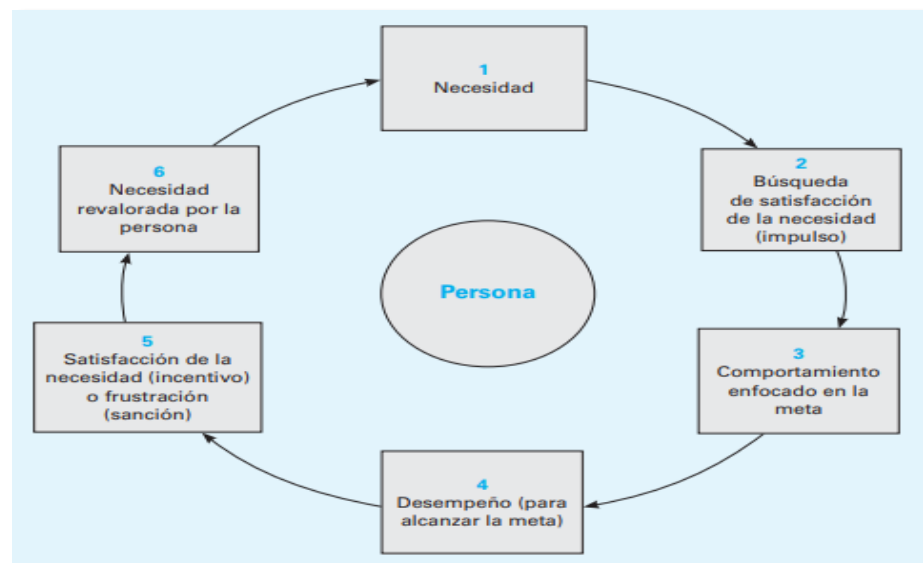 1
Necesidad
2
Búsqueda
de satisfacción
de la necesidad
(impulso)
3
Comportamiento
enfocado en la
meta
4
Desempeño (para
alcanzar la meta)
5
Satisfacción de la
necesidad (incentivo)
o frustración
(sanción)
6
Necesidad
revalorada por la
persona
Persona